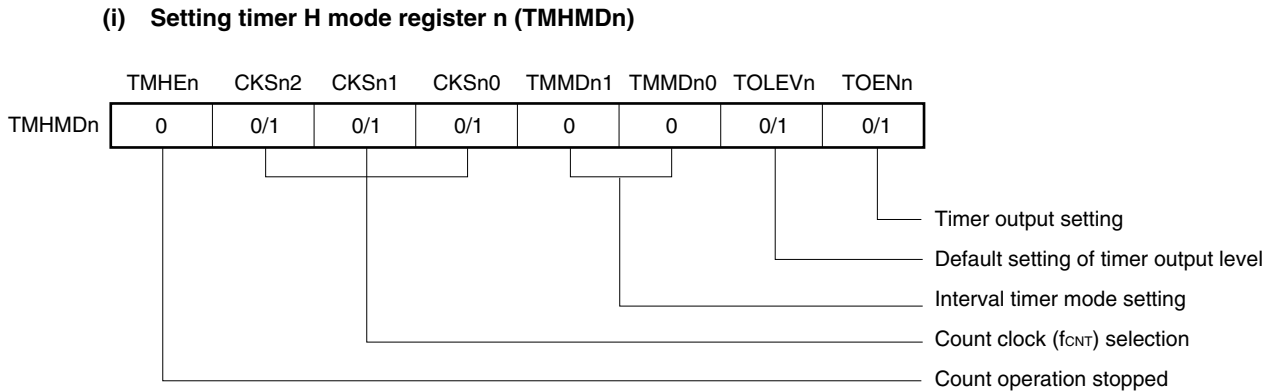 (i) Setting timer H mode register n (TMHMDn)
TMHEn CKSn2 CKSn1 CKSn0 TMMDn1 TMMDn0 TOLEVn TOENn
TMHMDn 0 0/1 0/1 0/1 0 0 0/1 0/1
Timer output setting
Default setting of timer output level
Interval timer mode setting
Count clock (fCNT) selection
Count operation stopped